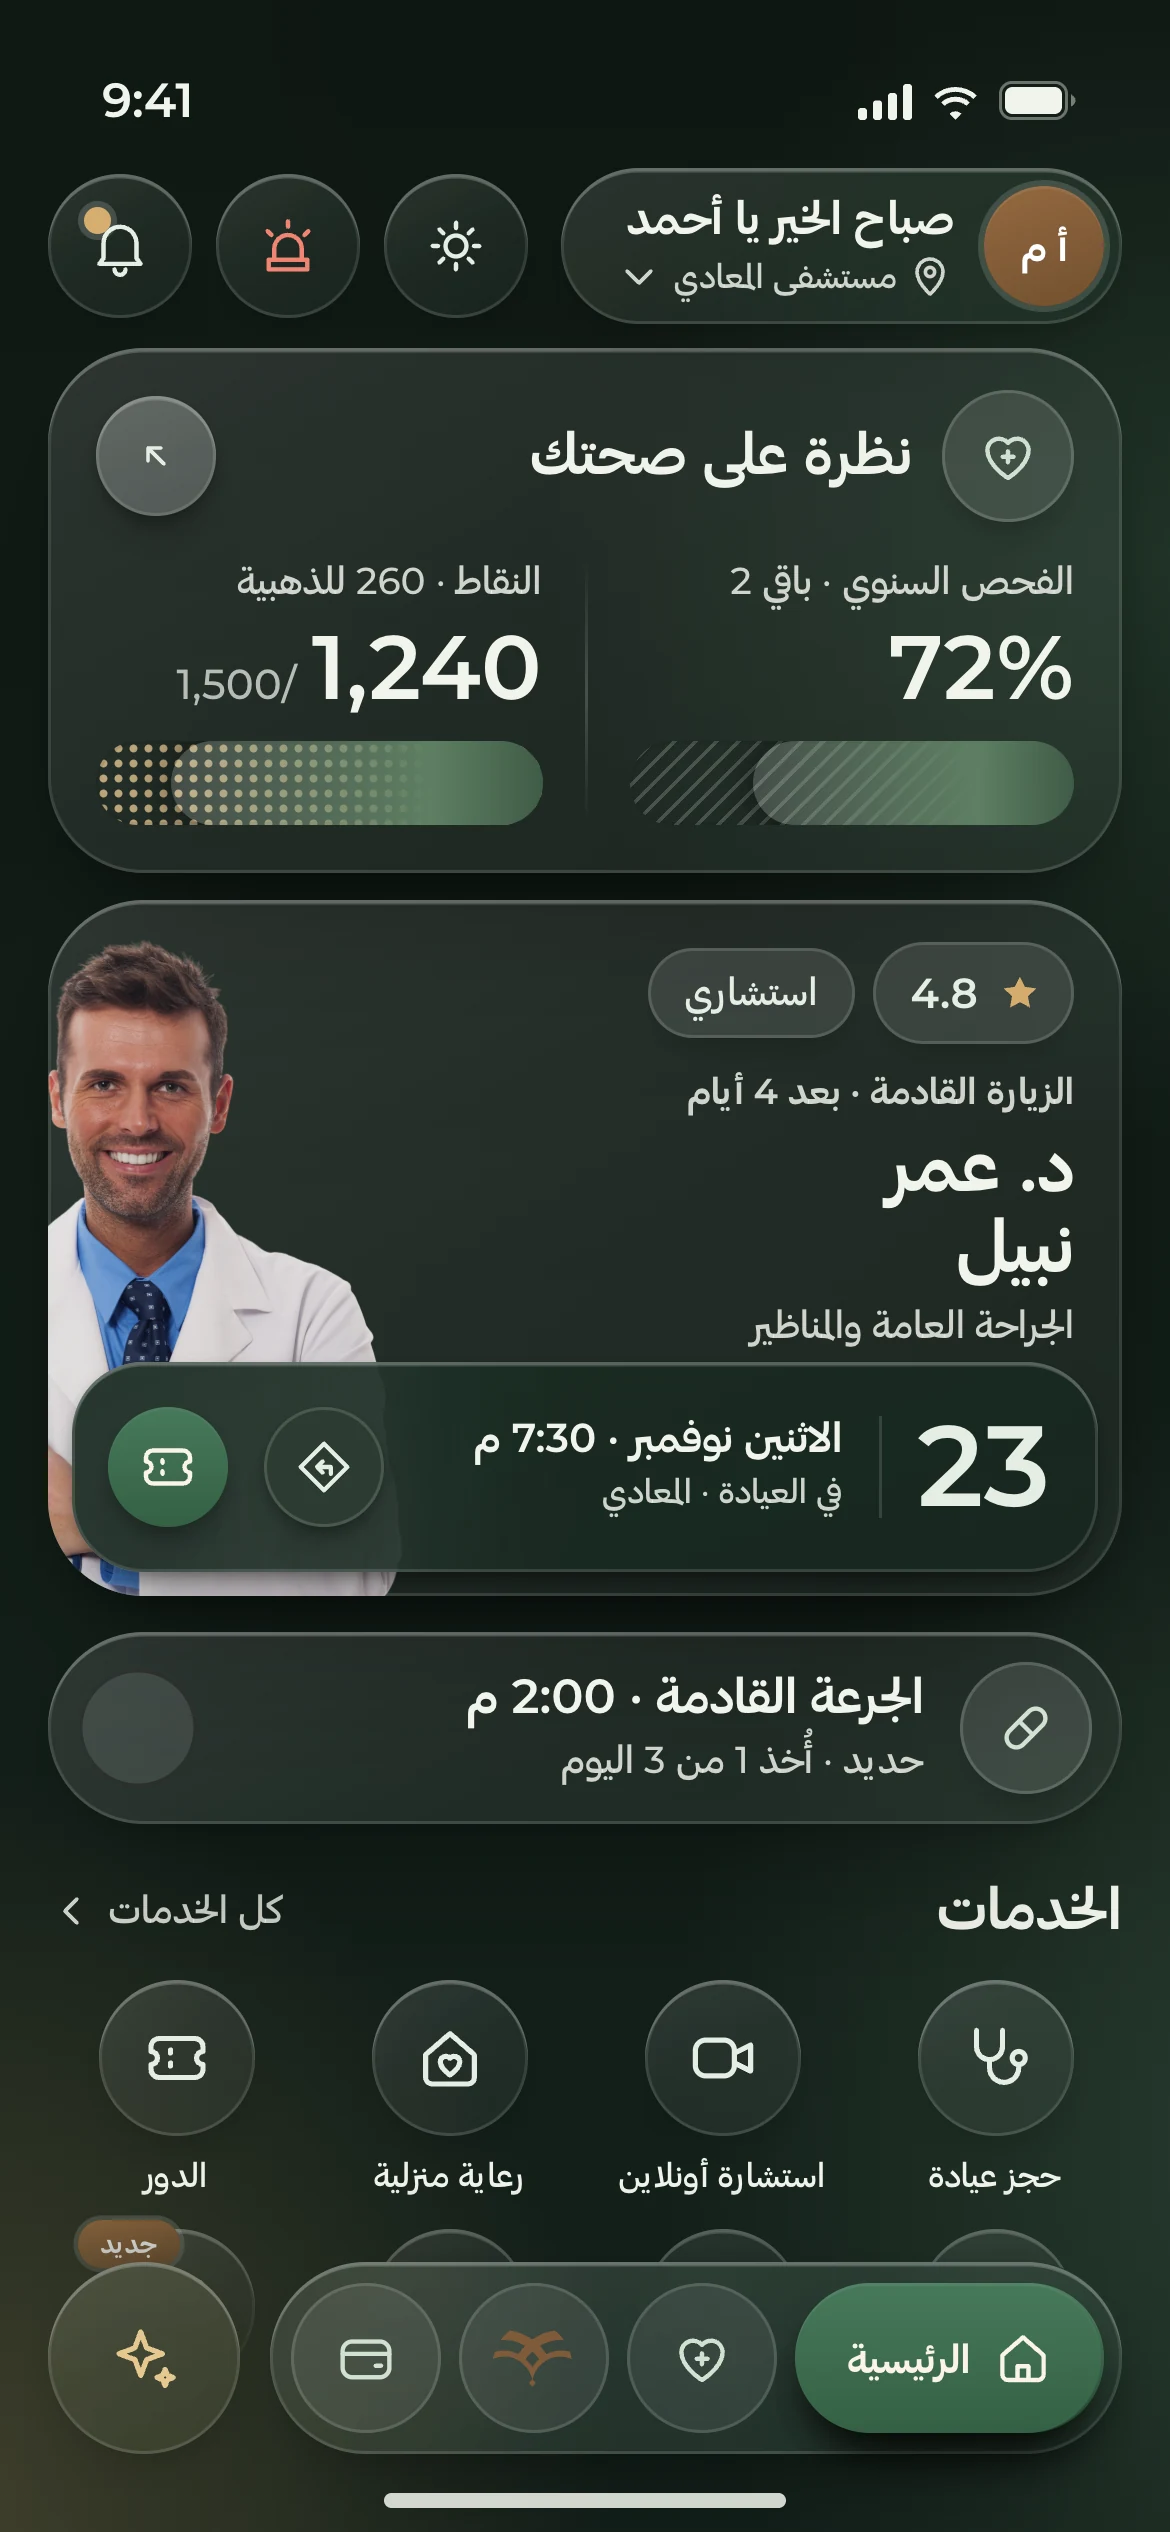 9:41
صباح الخير يا أحمد
أ م
مستشفى المعادي
نظرة على صحتك
الفحص السنوي · باقي 2
72%
النقاط · 260 للذهبية
1,240 /1,500
4.8
استشاري
الزيارة القادمة · بعد 4 أيام
د. عمر
نبيل
الجراحة العامة والمناظير
23
الاثنين نوفمبر · 7:30 م
في العيادة · المعادي
الجرعة القادمة · 2:00 م
حديد · أُخذ 1 من 3 اليوم
الخدمات
كل الخدمات
حجز عيادة
استشارة أونلاين
رعاية منزلية
الدور
جديد
الرئيسية